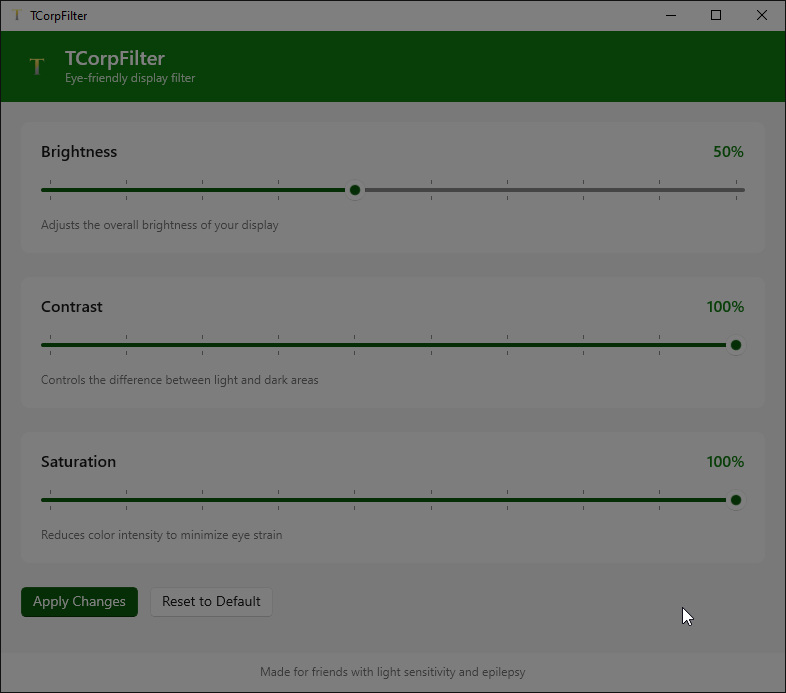 TCorpFilter
T
TCorpFilter
Eye-friendly display filter
Brightness
50%
Adjusts the overall brightness of your display
Contrast
100%
Controls the difference between light and dark areas
Saturation
100%
Reduces color intensity to minimize eye strain
Apply Changes
Reset to Default
Made for friends with light sensitivity and epilepsy